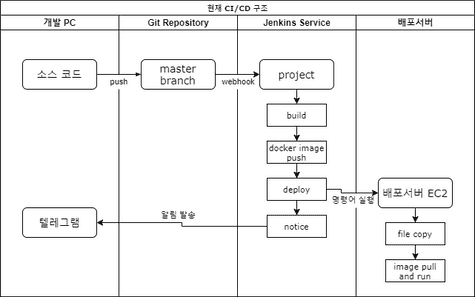 현재 CI/CD 구조
개발 PC
Git Repository
Jenkins Service
배포서버
소스 코드
push
master
branch
webhook
project
build
docker image
push
deploy
명령어 실행
배포서버 EC2
텔레그램
알림 발송
notice
file copy
image pull
and run